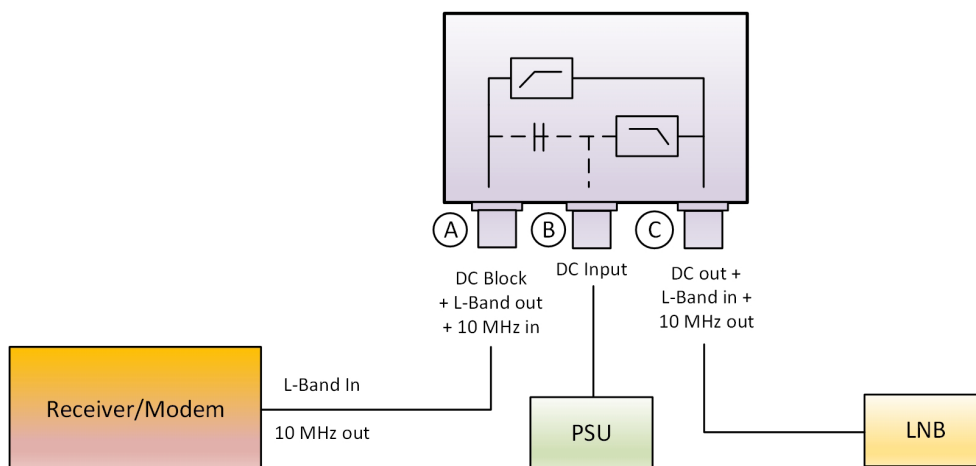 A
B
C
DC Block
+ L-Band out
+ 10 MHz in
DC Input
DC out +
L-Band in +
10 MHz out
Receiver/Modem
L-Band In
10 MHz out
PSU
LNB